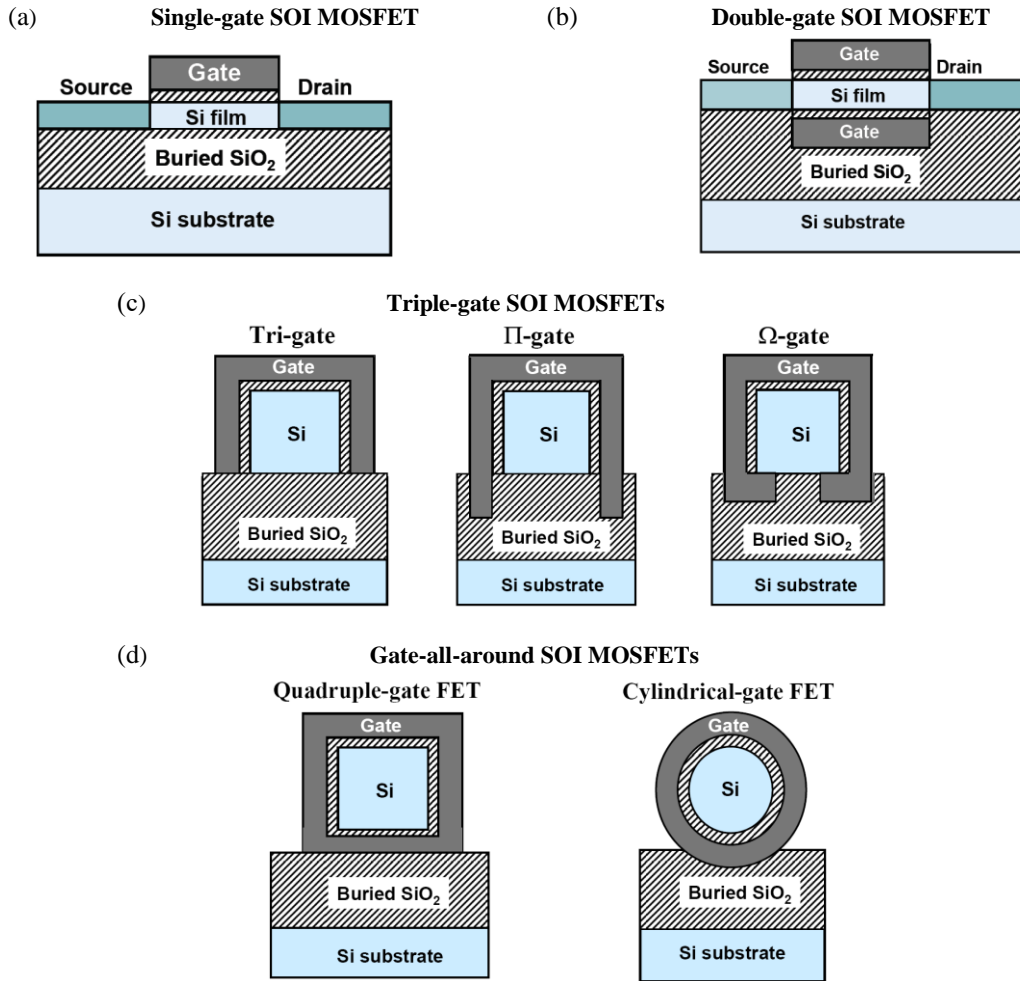 (a) Single-gate SOI MOSFET
Gate
Source Drain
Si film
Buried SiO₂
Si substrate
(b) Double-gate SOI MOSFET
Gate
Source Drain
Si film
Gate
Buried SiO₂
Si substrate
(c) Triple-gate SOI MOSFETs
Tri-gate
Gate
Si
Buried SiO₂
Si substrate
Π-gate
Gate
Si
Buried SiO₂
Si substrate
Ω-gate
Gate
Si
Buried SiO₂
Si substrate
(d) Gate-all-around SOI MOSFETs
Quadruple-gate FET
Gate
Si
Buried SiO₂
Si substrate
Cylindrical-gate FET
Gate
Si
Buried SiO₂
Si substrate